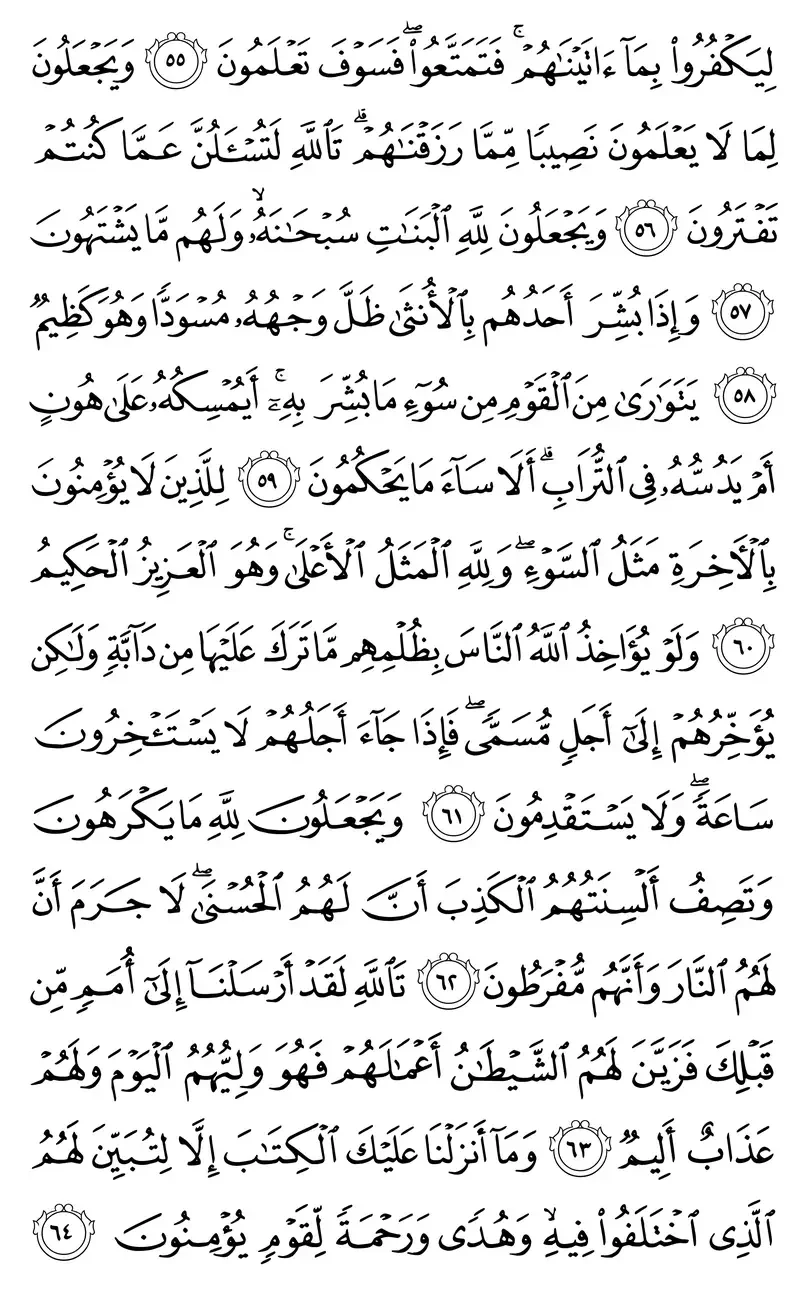 لِيَكۡفُرُواْ بِمَآ ءَاتَيۡنَٰهُمۡۚ فَتَمَتَّعُواْ فَسَوۡفَ تَعۡلَمُونَ ٥٥ وَيَجۡعَلُونَ
لِمَا لَا يَعۡلَمُونَ نَصِيبٗا مِّمَّا رَزَقۡنَٰهُمۡۗ تَٱللَّهِ لَتُسۡـَٔلُنَّ عَمَّا كُنتُمۡ
تَفۡتَرُونَ ٥٦ وَيَجۡعَلُونَ لِلَّهِ ٱلۡبَنَٰتِ سُبۡحَٰنَهُۥ وَلَهُم مَّا يَشۡتَهُونَ
٥٧ وَإِذَا بُشِّرَ أَحَدُهُم بِٱلۡأُنثَىٰ ظَلَّ وَجۡهُهُۥ مُسۡوَدّٗا وَهُوَ كَظِيمٞ
٥٨ يَتَوَٰرَىٰ مِنَ ٱلۡقَوۡمِ مِن سُوٓءِ مَا بُشِّرَ بِهِۦٓۚ أَيُمۡسِكُهُۥ عَلَىٰ هُونٍ
أَمۡ يَدُسُّهُۥ فِي ٱلتُّرَابِۗ أَلَا سَآءَ مَا يَحۡكُمُونَ ٥٩ لِلَّذِينَ لَا يُؤۡمِنُونَ
بِٱلۡأٓخِرَةِ مَثَلُ ٱلسَّوۡءِۖ وَلِلَّهِ ٱلۡمَثَلُ ٱلۡأَعۡلَىٰۚ وَهُوَ ٱلۡعَزِيزُ ٱلۡحَكِيمُ
٦٠ وَلَوۡ يُؤَاخِذُ ٱللَّهُ ٱلنَّاسَ بِظُلۡمِهِم مَّا تَرَكَ عَلَيۡهَا مِن دَآبَّةٖ وَلَٰكِن
يُؤَخِّرُهُمۡ إِلَىٰٓ أَجَلٖ مُّسَمّٗىۖ فَإِذَا جَآءَ أَجَلُهُمۡ لَا يَسۡتَـٔۡخِرُونَ
سَاعَةٗۖ وَلَا يَسۡتَقۡدِمُونَ ٦١ وَيَجۡعَلُونَ لِلَّهِ مَا يَكۡرَهُونَ
وَتَصِفُ أَلۡسِنَتُهُمُ ٱلۡكَذِبَ أَنَّ لَهُمُ ٱلۡحُسۡنَىٰۖ لَا جَرَمَ أَنَّ
لَهُمُ ٱلنَّارَ وَأَنَّهُم مُّفۡرَطُونَ ٦٢ تَٱللَّهِ لَقَدۡ أَرۡسَلۡنَآ إِلَىٰٓ أُمَمٖ مِّن
قَبۡلِكَ فَزَيَّنَ لَهُمُ ٱلشَّيۡطَٰنُ أَعۡمَٰلَهُمۡ فَهُوَ وَلِيُّهُمُ ٱلۡيَوۡمَ وَلَهُمۡ
عَذَابٌ أَلِيمٞ ٦٣ وَمَآ أَنزَلۡنَا عَلَيۡكَ ٱلۡكِتَٰبَ إِلَّا لِتُبَيِّنَ لَهُمُ
ٱلَّذِي ٱخۡتَلَفُواْ فِيهِۙ وَهُدٗى وَرَحۡمَةٗ لِّقَوۡمٖ يُؤۡمِنُونَ ٦٤